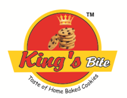 TM
King's Bite
Taste of Home Baked Cookies